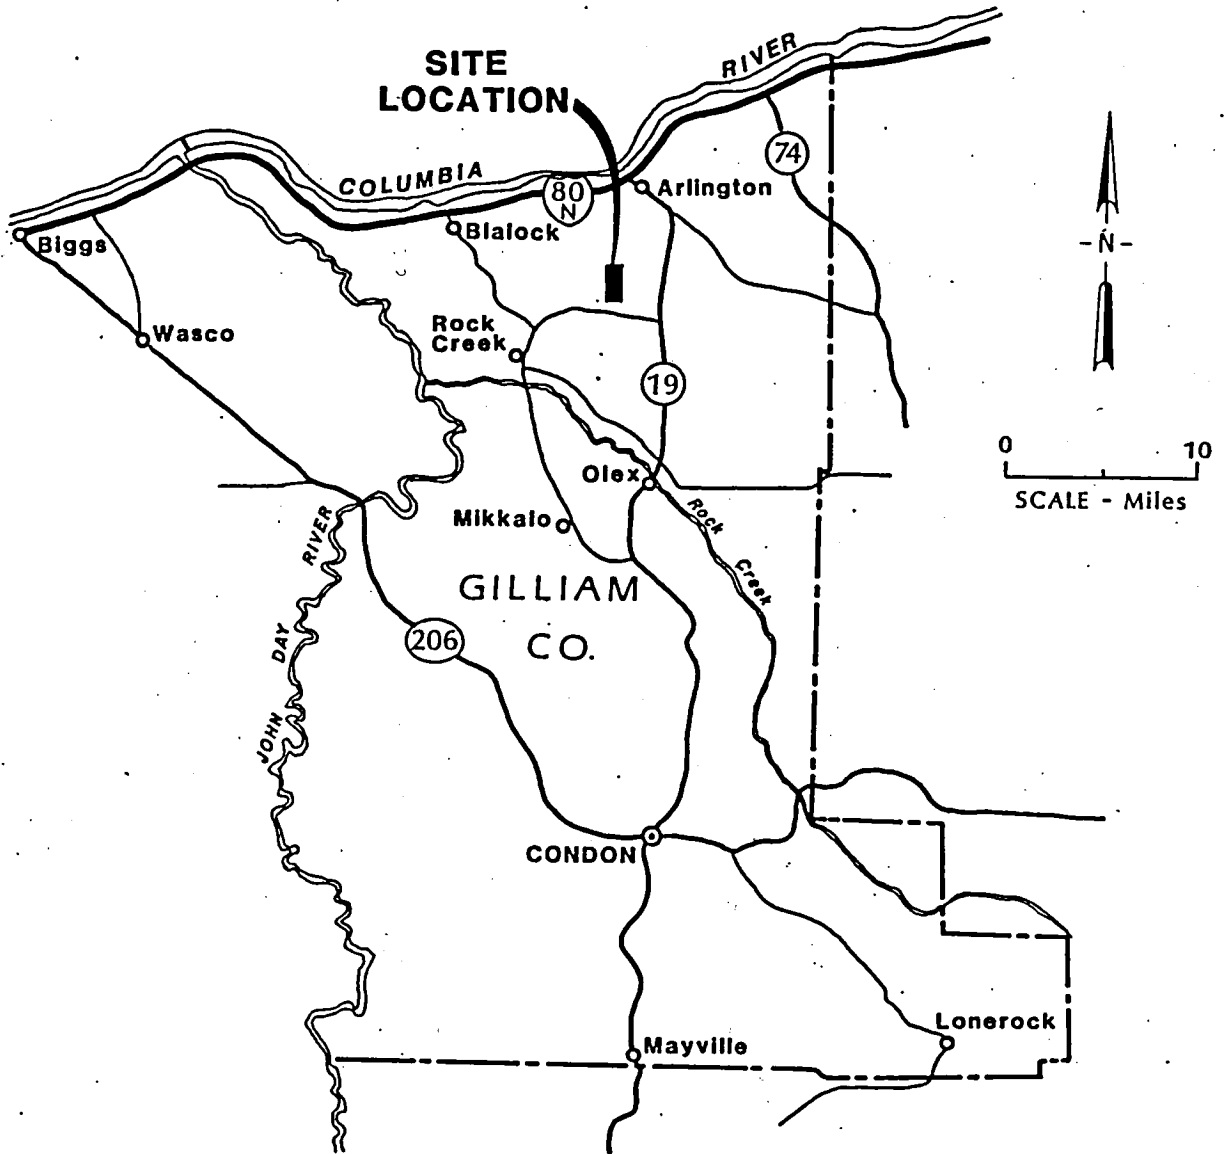 RIVER
SITE
LOCATION
74
COLUMBIA
80
N
Arlington
Blalock
Biggs
-N-
Rock
Creek
Wasco
19
0 10
SCALE - Miles
Olex
Rock
Creek
Mikkalo
RIVER
DAY
JOHN
GILLIAM
CO.
206
CONDON
Lonerock
Mayville